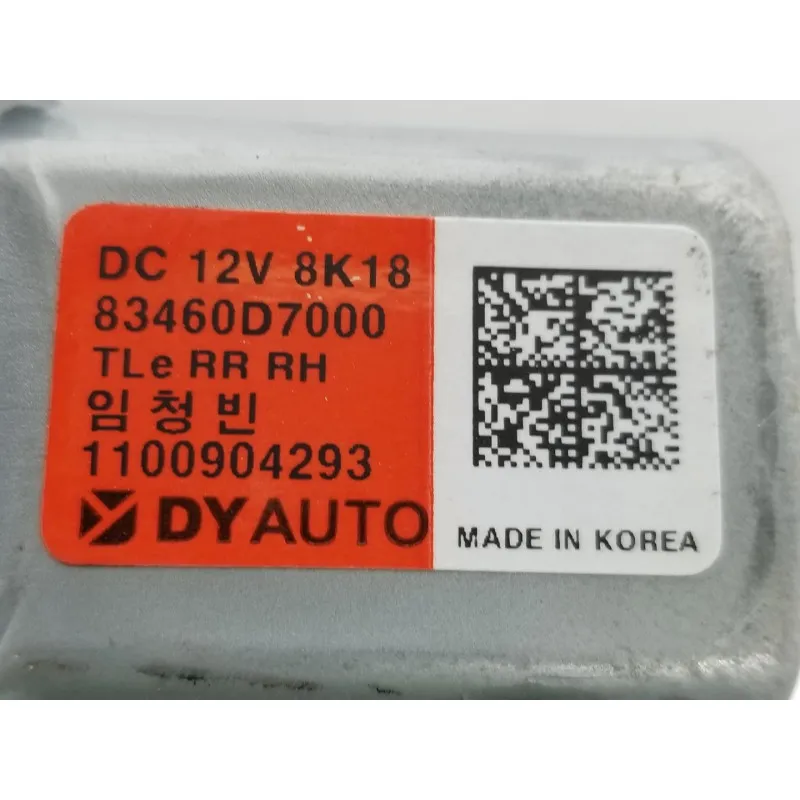 DC 12V 8K18
83460D7000
TLe RR RH
임청빈
1100904293
DYAUTO
MADE IN KOREA